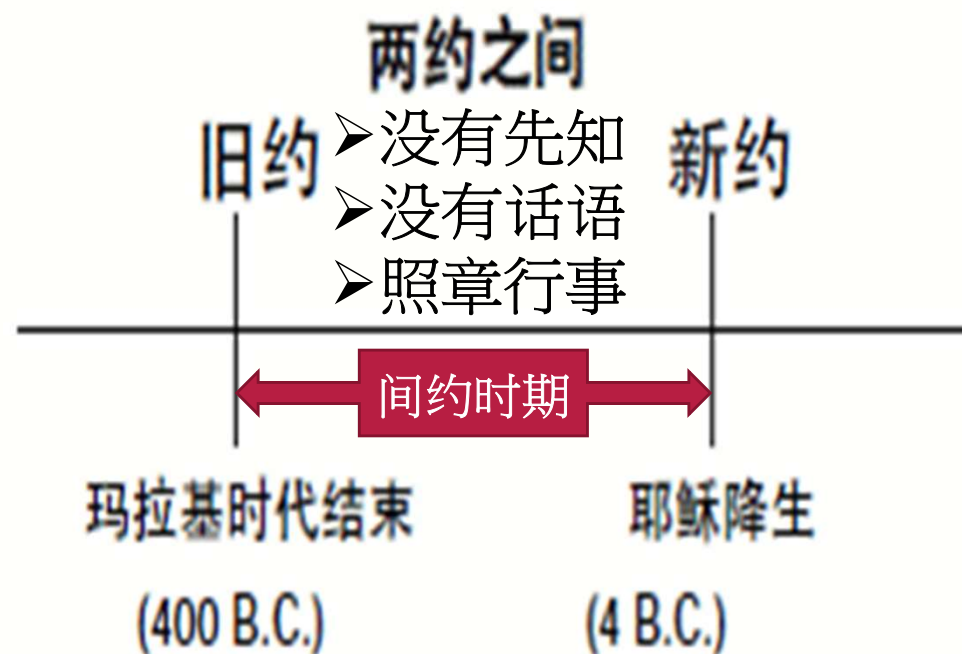 两约之间
旧约
➢没有先知
➢没有话语
➢照章行事
新约
间约时期
玛拉基时代结束
(400 B.C.)
耶稣降生
(4 B.C.)